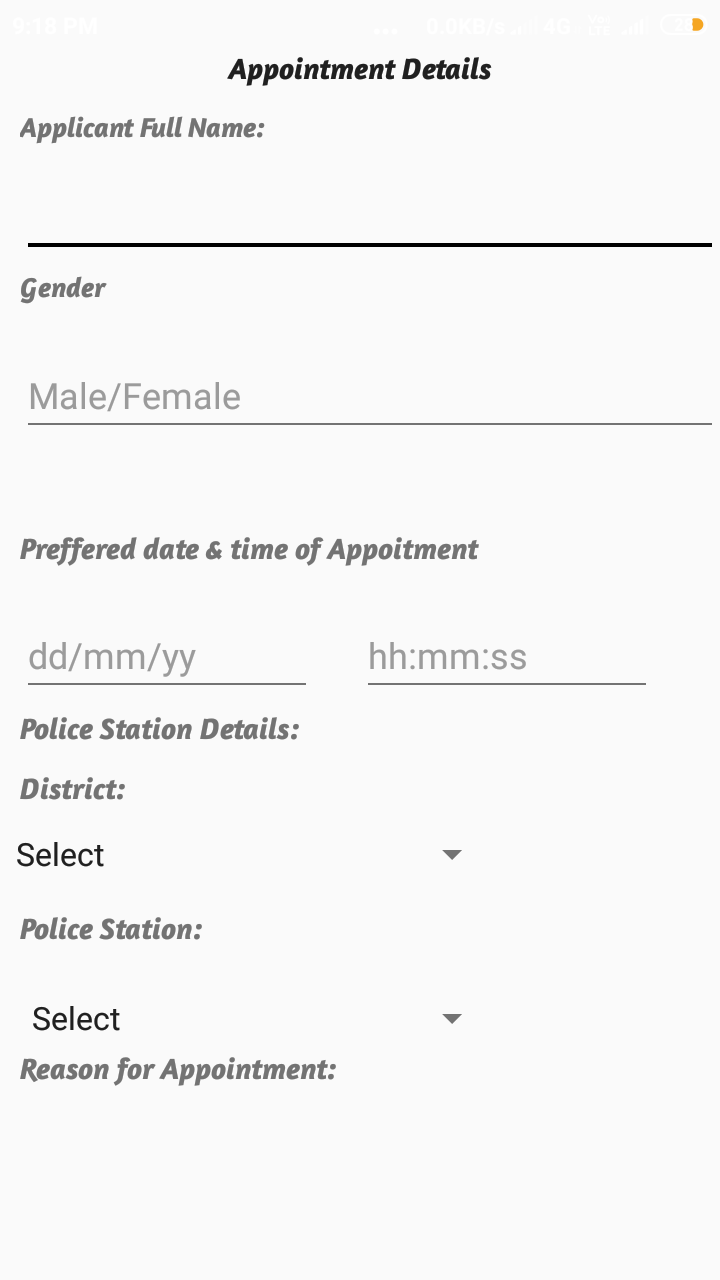 9:18 PM ... 0.0KB/s 4G
Appointment Details
Applicant Full Name:
Gender
Male/Female
Preffered date & time of Appoitment
dd/mm/yy hh:mm:ss
Police Station Details:
District:
Select
Police Station:
Select
Reason for Appointment: